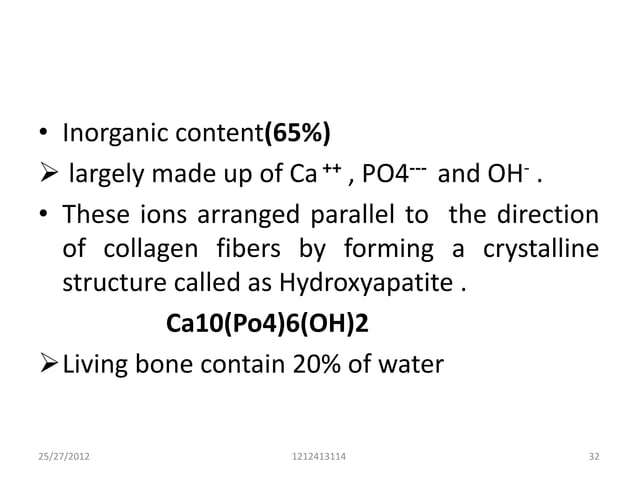 • Inorganic content(65%)
➢ largely made up of Ca ++ , PO4--- and OH- .
• These ions arranged parallel to the direction
of collagen fibers by forming a crystalline
structure called as Hydroxyapatite .
Ca10(Po4)6(OH)2
➢Living bone contain 20% of water
25/27/2012 1212413114 32